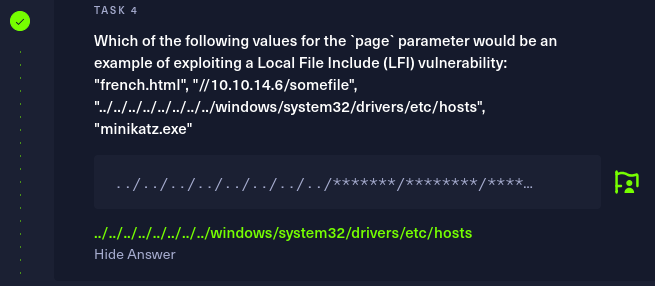 TASK 4
Which of the following values for the `page` parameter would be an
example of exploiting a Local File Include (LFI) vulnerability:
"french.html", "//10.10.14.6/somefile",
"../../../../../../../../windows/system32/drivers/etc/hosts",
"minikatz.exe"
../../../../../../../../*******/********/****…
../../../../../../../../windows/system32/drivers/etc/hosts
Hide Answer